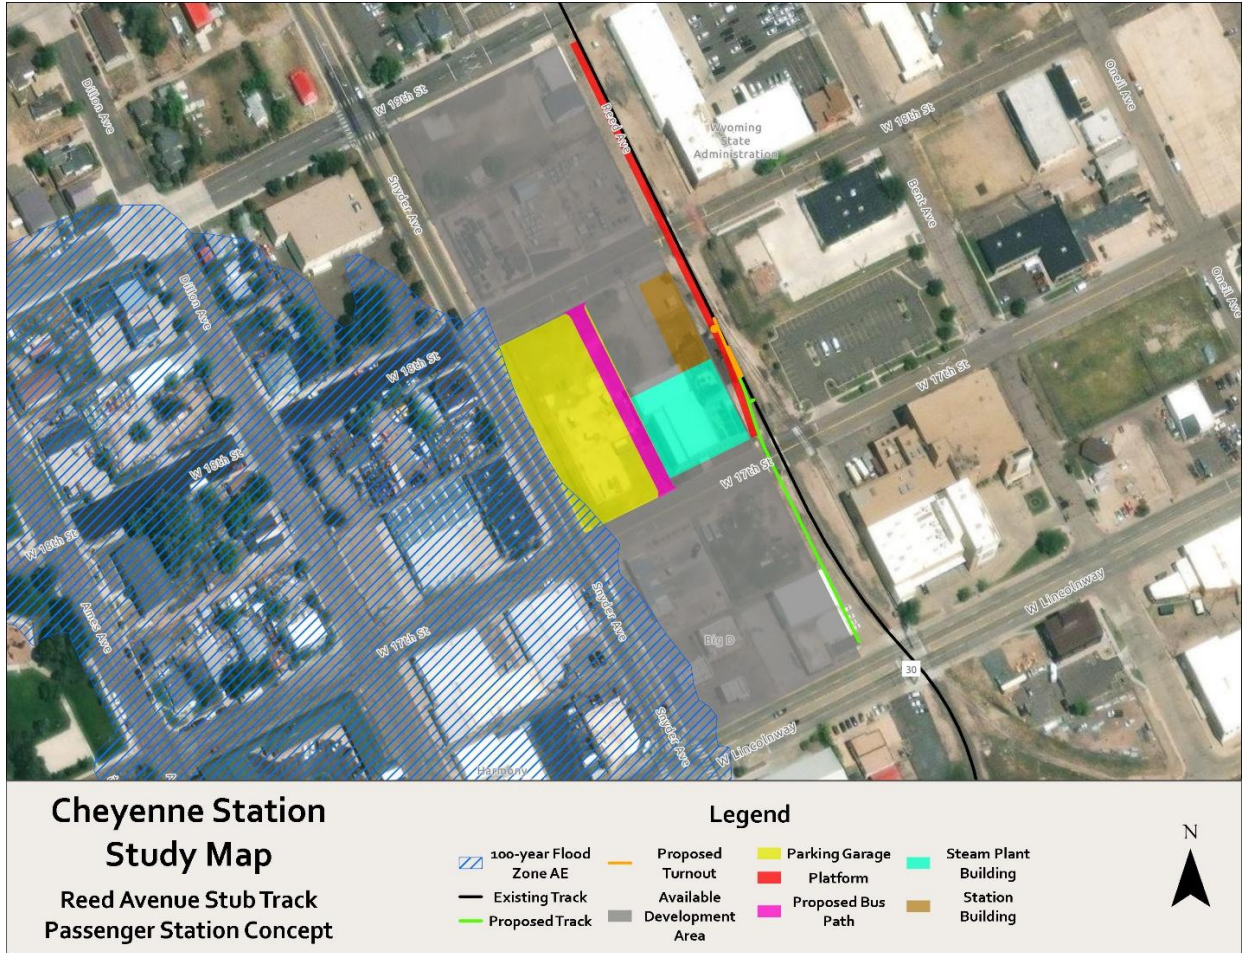 W 19th St
Dillon Ave
Oneil Ave
Reed Ave
W 18th St
Wyoming
State
Administration
Snyder Ave
Bent Ave
Oneil Ave
Dillon Ave
W 18th St
W 17th St
W 18th St
W 17th St
W 18th St
Ames Ave
Snyder Ave
W Lincolnway
W 17th St
Big D
30
Snyder Ave
W Lincolnway
Harmony
Cheyenne Station
Study Map
Reed Avenue Stub Track
Passenger Station Concept
Legend
100-year Flood
Zone AE
Existing Track
Proposed Track
Proposed
Turnout
Available
Development
Area
Parking Garage
Platform
Proposed Bus
Path
Steam Plant
Building
Station
Building
N